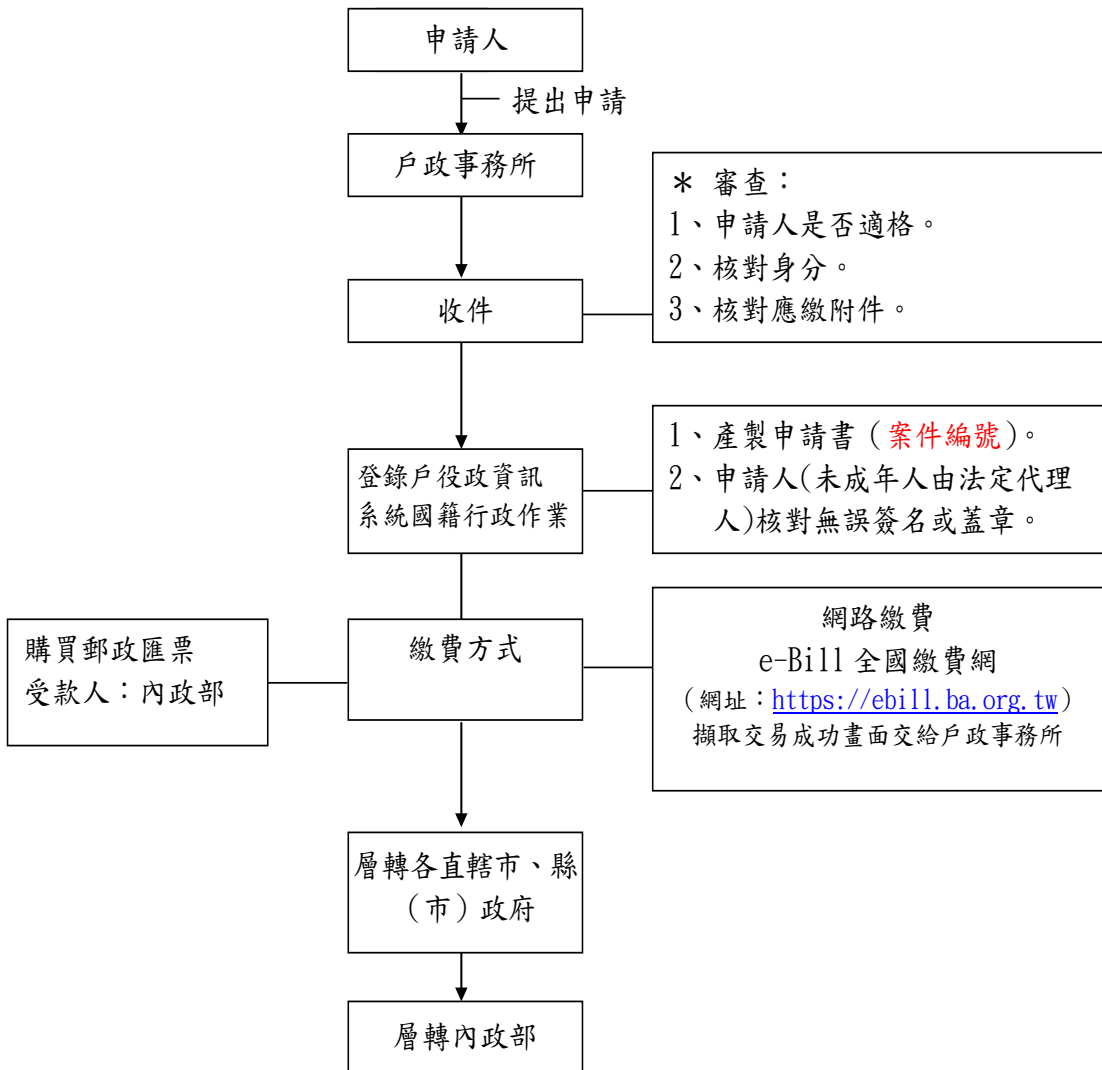 申請人
提出申請
戶政事務所
＊ 審查：
1、申請人是否適格。
2、核對身分。
3、核對應繳附件。
收件
1、產製申請書（案件編號）。
2、申請人(未成年人由法定代理
人)核對無誤簽名或蓋章。
登錄戶役政資訊
系統國籍行政作業
購買郵政匯票
受款人：內政部
繳費方式
網路繳費
e-Bill 全國繳費網
（網址：https://ebill.ba.org.tw）
擷取交易成功畫面交給戶政事務所
層轉各直轄市、縣
（市）政府
層轉內政部